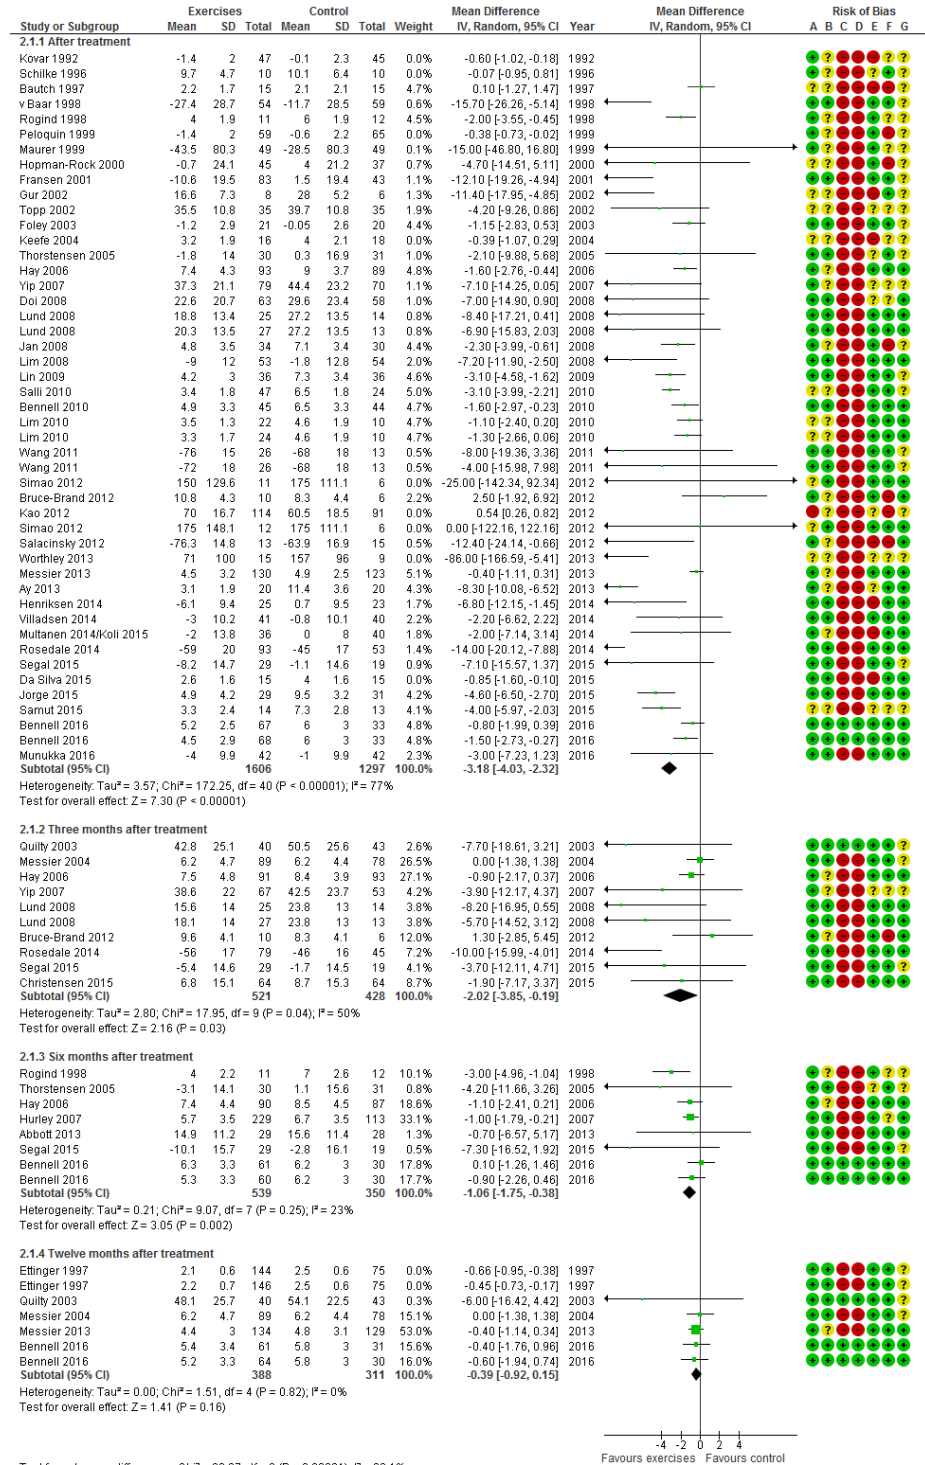 Exercises Control Mean Difference Mean Difference Risk of Bias
Study or Subgroup Mean SD Total Mean SD Total Weight IV, Random, 95% CI Year IV, Random, 95% CI A B C D E F G
2.1.1 After treatment
Kovar 1992 -1.4 2 47 -0.1 2.3 45 0.0% -0.60 [-1.02, -0.18] 1992
Schilke 1996 9.7 4.7 10 10.1 6.4 10 0.0% -0.07 [-0.95, 0.81] 1996
Bautch 1997 2.2 1.7 15 2.1 2.1 15 5.2% 0.10 [-1.27, 1.47] 1997
v Baar 1998 -27.4 28.7 54 -11.7 28.5 59 0.6% -15.70 [-26.26, -5.14] 1998
Rogind 1998 4 1.9 11 6 1.9 12 4.9% -2.00 [-3.55, -0.45] 1998
Peloquin 1999 -1.4 2 59 -0.6 2.2 65 0.0% -0.38 [-0.73, -0.02] 1999
Maurer 1999 -43.5 80.3 49 -28.5 80.3 49 0.1% -15.00 [-46.80, 16.80] 1999
Hopman-Rock 2000 -0.7 24.1 45 4 21.2 37 0.7% -4.70 [-14.51, 5.11] 2000
Fransen 2001 -10.6 19.5 83 1.5 19.4 43 1.2% -12.10 [-19.26, -4.94] 2001
Gur 2002 16.6 7.3 8 28 5.2 6 1.4% -11.40 [-17.95, -4.85] 2002
Topp 2002 35.5 10.8 35 39.7 10.8 35 1.9% -4.20 [-9.26, 0.86] 2002
Foley 2003 -1.2 2.9 21 -0.05 2.6 20 4.7% -1.15 [-2.83, 0.53] 2003
Keefe 2004 3.2 1.9 16 4 2.1 18 0.0% -0.39 [-1.07, 0.29] 2004
Thorstensen 2005 -1.8 14 30 0.3 16.9 31 1.0% -2.10 [-9.88, 5.68] 2005
Hay 2006 7.4 4.3 93 9 3.7 89 5.4% -1.60 [-2.76, -0.44] 2006
Yip 2007 37.3 21.1 79 44.4 23.2 70 1.2% -7.10 [-14.25, 0.05] 2007
Doi 2008 22.6 20.7 63 29.6 23.4 58 1.0% -7.00 [-14.90, 0.90] 2008
Lund 2008 18.8 13.4 25 27.2 13.5 14 0.8% -8.40 [-17.21, 0.41] 2008
Lund 2008 20.3 13.5 27 27.2 13.5 13 0.8% -6.90 [-15.83, 2.03] 2008
Jan 2008 4.8 3.5 34 7.1 3.4 30 4.7% -2.30 [-3.99, -0.61] 2008
Lim 2008 -9 12 53 -1.8 12.8 54 2.1% -7.20 [-11.90, -2.50] 2008
Lin 2009 4.2 3 36 7.3 3.4 36 5.0% -3.10 [-4.58, -1.62] 2009
Salli 2010 3.4 1.8 47 6.5 1.8 24 5.7% -3.10 [-3.99, -2.21] 2010
Bennell 2010 4.9 3.3 45 6.5 3.3 44 5.2% -1.60 [-2.97, -0.23] 2010
Lim 2010 3.5 1.3 22 4.6 1.9 10 5.2% -1.10 [-2.40, 0.20] 2010
Lim 2010 3.3 1.7 24 4.6 1.9 10 5.2% -1.30 [-2.66, 0.06] 2010
Wang 2011 -76 15 26 -68 18 13 0.5% -8.00 [-19.36, 3.36] 2011
Wang 2011 -72 18 26 -68 18 13 0.5% -4.00 [-15.98, 7.98] 2011
Simao 2012 150 129.6 11 175 111.1 6 0.0% -25.00 [-142.34, 92.34] 2012
Bruce-Brand 2012 10.8 4.3 10 8.3 4.4 6 2.2% 2.50 [-1.92, 6.92] 2012
Kao 2012 70 16.7 114 60.5 18.5 91 0.0% 0.54 [0.26, 0.82] 2012
Simao 2012 175 148.1 12 175 111.1 6 0.0% 0.00 [-122.16, 122.16] 2012
Salacinsky 2012 -76.3 14.8 13 -63.9 16.9 15 0.5% -12.40 [-24.14, -0.66] 2012
Worthley 2013 71 100 15 157 96 9 0.0% -86.00 [-166.59, -5.41] 2013
Messier 2013 4.5 3.2 130 4.9 2.5 123 5.9% -0.40 [-1.11, 0.31] 2013
Ay 2013 3.1 1.9 20 11.4 3.6 20 4.6% -8.30 [-10.08, -6.52] 2013
Henriksen 2014 -6.1 9.4 25 0.7 9.5 23 1.8% -6.80 [-12.15, -1.45] 2014
Villadsen 2014 -3 10.2 41 -0.8 10.1 40 2.2% -2.20 [-6.62, 2.22] 2014
Multanen 2014/Koli 2015 -2 13.8 36 0 8 40 1.9% -2.00 [-7.14, 3.14] 2014
Rosedale 2014 -59 20 93 -45 17 53 1.5% -14.00 [-20.12, -7.88] 2014
Segal 2015 -8.2 14.7 29 -1.1 14.6 19 0.9% -7.10 [-15.57, 1.37] 2015
Da Silva 2015 2.6 1.6 15 4 1.6 15 0.0% -0.85 [-1.60, -0.10] 2015
Jorge 2015 4.9 4.2 29 9.5 3.2 31 4.4% -4.60 [-6.50, -2.70] 2015
Samut 2015 3.3 2.4 14 7.3 2.8 13 4.3% -4.00 [-5.97, -2.03] 2015
Bennell 2016 5.2 2.5 67 6 3 33 5.4% -0.80 [-1.99, 0.39] 2016
Bennell 2016 4.5 2.9 68 6 3 33 5.3% -1.50 [-2.73, -0.27] 2016
Munukka 2016 -4 9.9 42 -1 9.9 42 2.3% -3.00 [-7.23, 1.23] 2016
Subtotal (95% CI) 1606 1297 100.0% -3.18 [-4.03, -2.32]
Heterogeneity: Tau² = 3.57; Chi² = 172.25, df = 40 (P < 0.00001); I² = 77%
Test for overall effect: Z = 7.30 (P < 0.00001)
2.1.2 Three months after treatment
Quilty 2003 42.8 25.1 40 50.5 25.6 43 2.6% -7.70 [-18.61, 3.21] 2003
Messier 2004 6.2 4.7 89 6.2 4.4 78 26.5% 0.00 [-1.38, 1.38] 2004
Hay 2006 7.5 4.8 91 8.4 3.9 93 27.1% -0.90 [-2.17, 0.37] 2006
Yip 2007 38.6 22 67 42.5 23.7 53 4.2% -3.90 [-12.17, 4.37] 2007
Lund 2008 15.6 14 25 23.8 13 14 3.8% -8.20 [-16.95, 0.55] 2008
Lund 2008 18.1 14 27 23.8 13 13 3.8% -5.70 [-14.52, 3.12] 2008
Bruce-Brand 2012 9.6 4.1 10 8.3 4.1 6 12.2% 1.30 [-2.85, 5.45] 2012
Rosedale 2014 -56 17 79 -46 16 45 7.2% -10.00 [-15.99, -4.01] 2014
Segal 2015 -5.4 14.6 29 -1.7 14.5 19 4.1% -3.70 [-12.11, 4.71] 2015
Christensen 2015 6.8 15.1 64 8.7 15.3 64 8.7% -1.90 [-7.17, 3.37] 2015
Subtotal (95% CI) 521 428 100.0% -2.02 [-3.85, -0.19]
Heterogeneity: Tau² = 2.80; Chi² = 17.95, df = 9 (P = 0.04); I² = 50%
Test for overall effect: Z = 2.16 (P = 0.03)
2.1.3 Six months after treatment
Rogind 1998 4 2.2 11 7 2.6 12 10.1% -3.00 [-4.96, -1.04] 1998
Thorstensen 2005 -3.1 14.1 30 1.1 15.6 31 0.8% -4.20 [-11.66, 3.26] 2005
Hay 2006 7.4 4.4 90 8.5 4.5 87 18.6% -1.10 [-2.41, 0.21] 2006
Hurley 2007 5.7 3.5 229 6.7 3.5 113 33.1% -1.00 [-1.79, -0.21] 2007
Abbott 2013 14.9 11.2 29 15.6 11.4 28 1.3% -0.70 [-6.57, 5.17] 2013
Segal 2015 -10.1 15.7 29 -2.8 16.1 19 0.5% -7.30 [-16.52, 1.92] 2015
Bennell 2016 6.3 3.3 61 6.2 3 30 17.8% 0.10 [-1.26, 1.46] 2016
Bennell 2016 5.3 3.3 60 6.2 3 30 17.7% -0.90 [-2.26, 0.46] 2016
Subtotal (95% CI) 539 350 100.0% -1.06 [-1.75, -0.38]
Heterogeneity: Tau² = 0.21; Chi² = 9.07, df = 7 (P = 0.25); I² = 23%
Test for overall effect: Z = 3.05 (P = 0.002)
2.1.4 Twelve months after treatment
Ettinger 1997 2.1 0.6 144 2.5 0.6 75 0.0% -0.66 [-0.95, -0.38] 1997
Ettinger 1997 2.2 0.7 146 2.5 0.6 75 0.0% -0.45 [-0.73, -0.17] 1997
Quilty 2003 48.1 25.7 40 54.1 22.5 43 0.3% -6.00 [-16.42, 4.42] 2003
Messier 2004 6.2 4.7 89 6.2 4.4 78 15.1% 0.00 [-1.38, 1.38] 2004
Messier 2013 4.4 3 134 4.8 3.1 129 53.0% -0.40 [-1.14, 0.34] 2013
Bennell 2016 5.4 3.4 61 5.8 3 31 15.6% -0.40 [-1.76, 0.96] 2016
Bennell 2016 5.2 3.3 64 5.8 3 30 16.0% -0.60 [-1.94, 0.74] 2016
Subtotal (95% CI) 388 311 100.0% -0.39 [-0.92, 0.15]
Heterogeneity: Tau² = 0.00; Chi² = 1.51, df = 4 (P = 0.82); I² = 0%
Test for overall effect: Z = 1.41 (P = 0.16)
-4 -2 0 2 4
Favours exercises Favours control